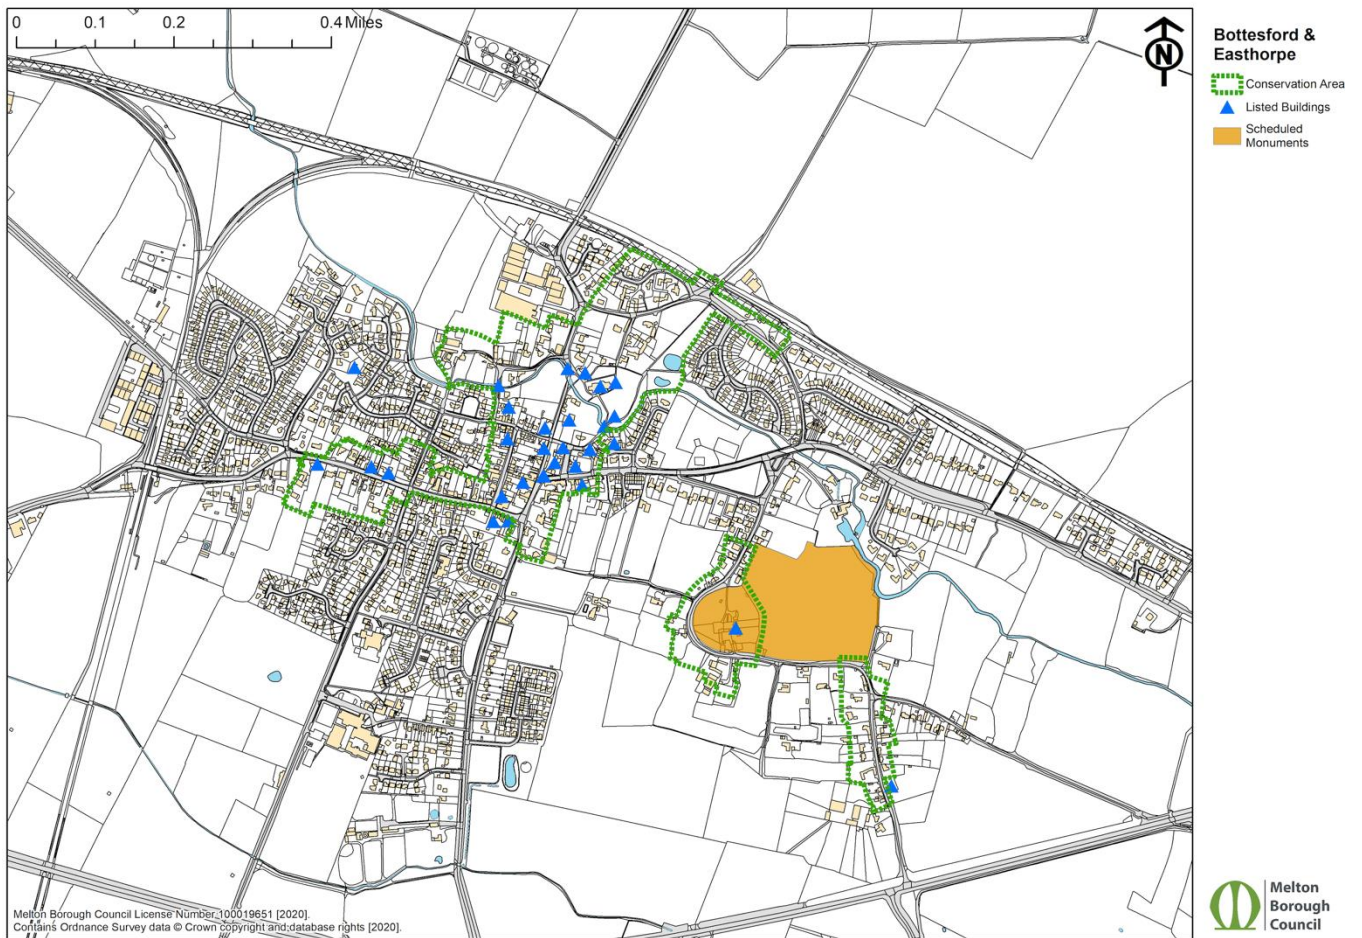 0 0.1 0.2 0.4 Miles
N
Bottesford &
Easthorpe
Conservation Area
Listed Buildings
Scheduled
Monuments
Melton Borough Council License Number 100019651 [2020].
Contains Ordnance Survey data © Crown copyright and database rights [2020].
Melton
Borough
Council